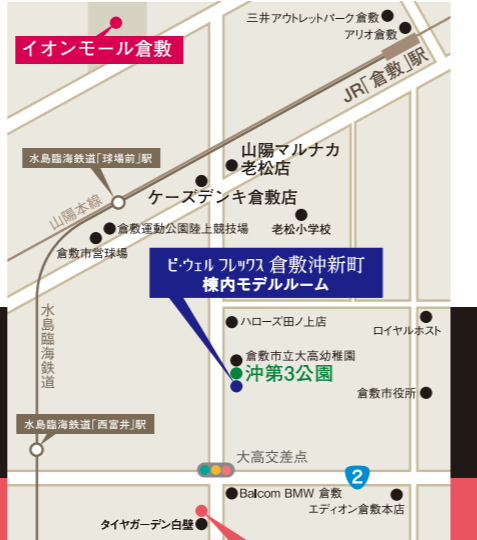 三井アウトレットパーク倉敷
アリオ倉敷
イオンモール倉敷
JR「倉敷」駅
山陽マルナカ
老松店
水島臨海鉄道「球場前」駅
ケーズデンキ倉敷店
山陽本線
倉敷運動公園陸上競技場
老松小学校
倉敷市営球場
ビ・ウェル フレックス 倉敷沖新町
棟内モデルルーム
水島臨海鉄道
ハローズ田ノ上店
ロイヤルホスト
倉敷市立大高幼稚園
沖第3公園
倉敷市役所
水島臨海鉄道「西富井」駅
大高交差点
2
Balcom BMW 倉敷
エディオン倉敷本店
タイヤガーデン白壁